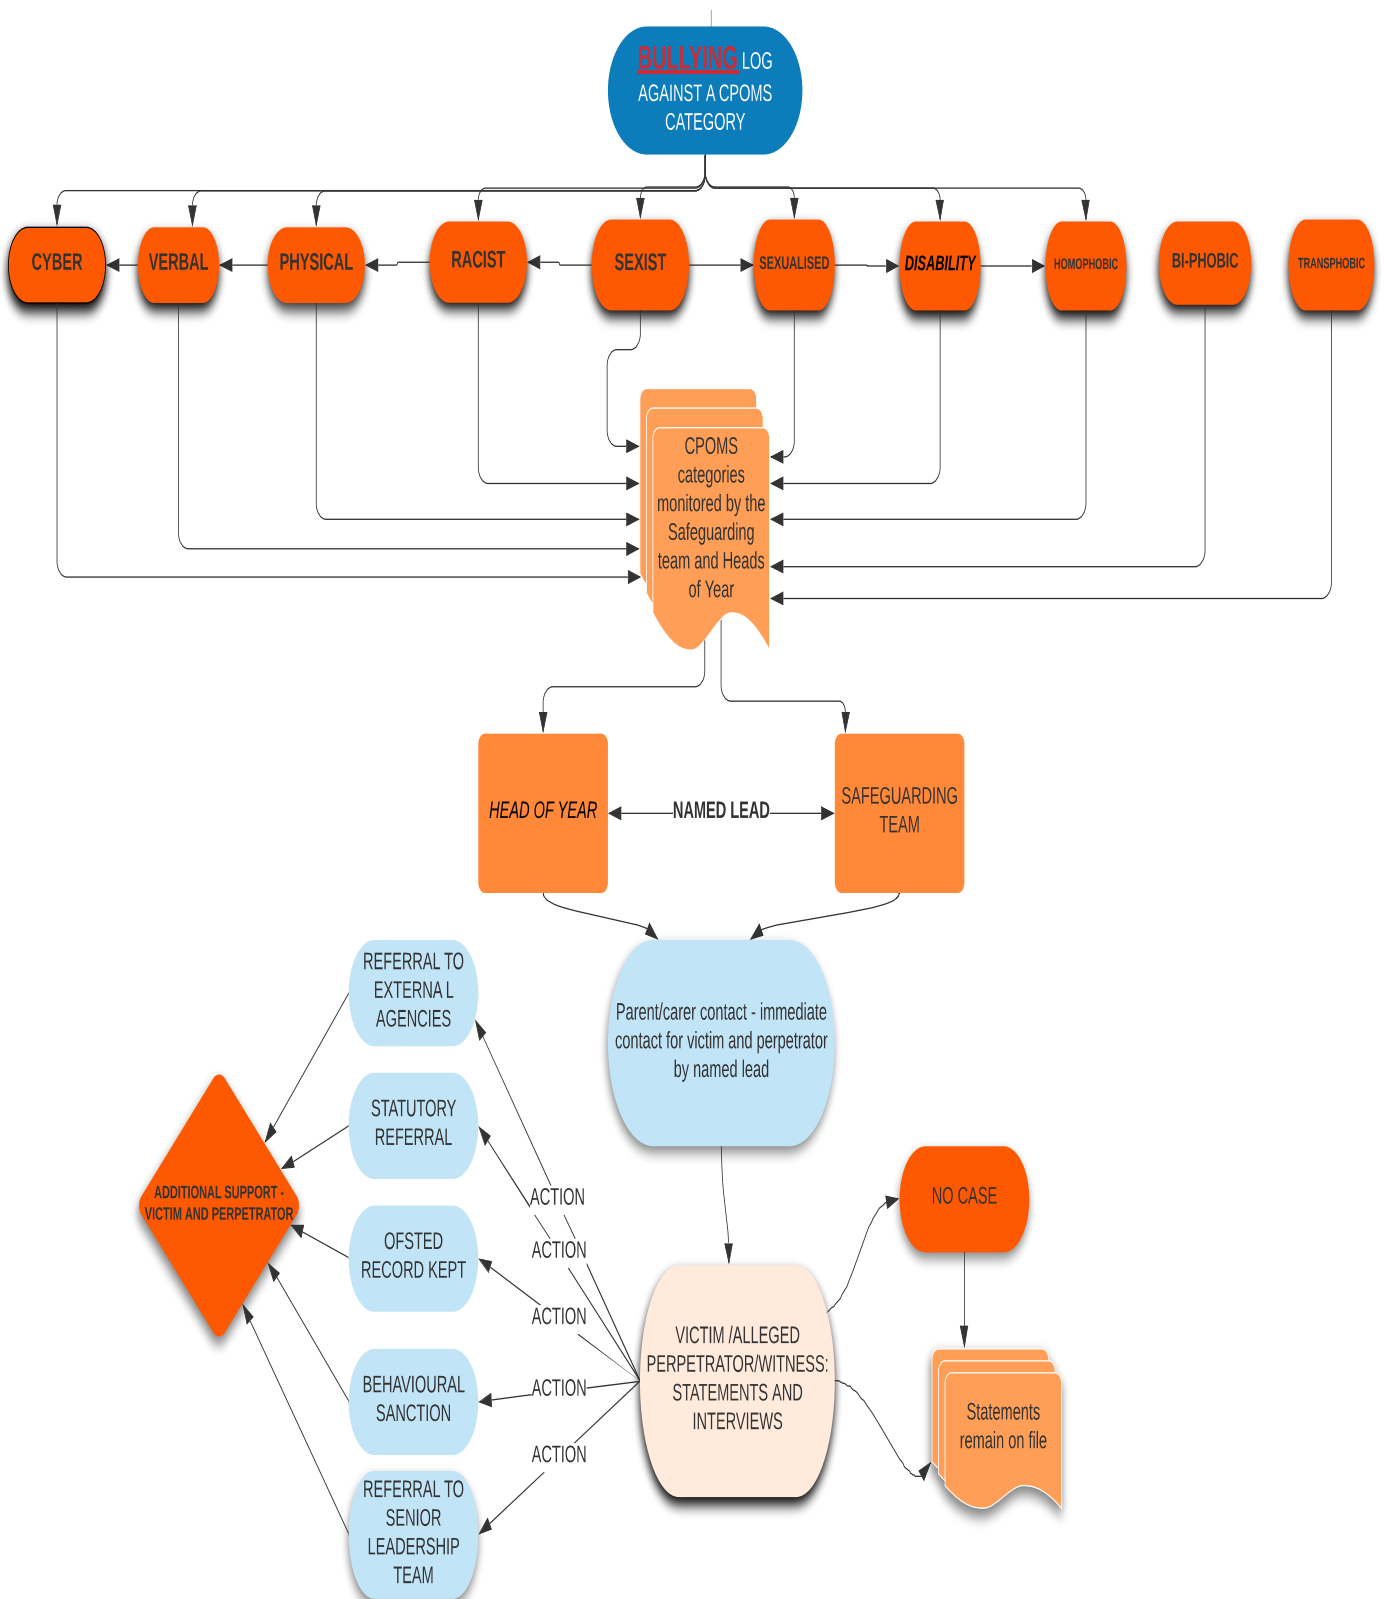 BULLYING LOG
AGAINST A CPOMS
CATEGORY
CYBER
VERBAL
PHYSICAL
RACIST
SEXIST
SEXUALISED
DISABILITY
HOMOPHOBIC
BI-PHOBIC
TRANSPHOBIC
CPOMS
categories
monitored by the
Safeguarding
team and Heads
of Year
HEAD OF YEAR
NAMED LEAD
SAFEGUARDING
TEAM
Parent/carer contact - immediate
contact for victim and perpetrator
by named lead
REFERRAL TO
EXTERNA L
AGENCIES
STATUTORY
REFERRAL
OFSTED
RECORD KEPT
BEHAVIOURAL
SANCTION
REFERRAL TO
SENIOR
LEADERSHIP
TEAM
ADDITIONAL SUPPORT -
VICTIM AND PERPETRATOR
ACTION
ACTION
ACTION
ACTION
ACTION
VICTIM /ALLEGED
PERPETRATOR/WITNESS:
STATEMENTS AND
INTERVIEWS
NO CASE
Statements
remain on file